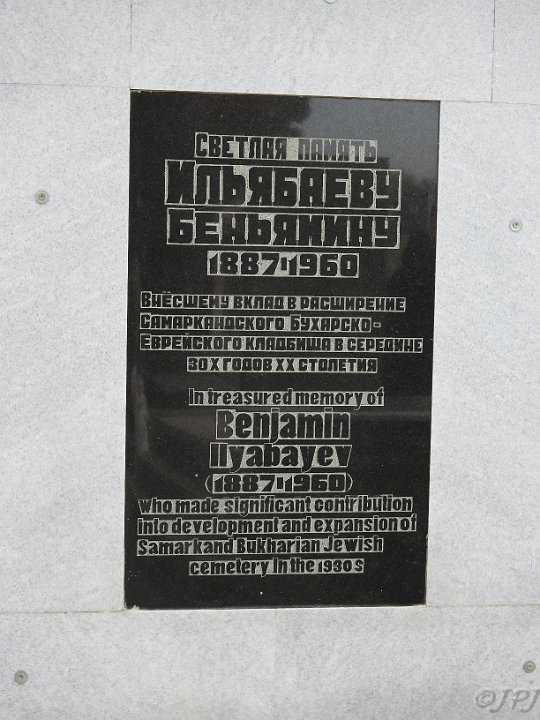 Светлая память
Ильябаеву
Беньямину
1887-1960
Внёсшему вклад в расширение
Самаркандского Бухарско-
Еврейского кладбища в середине
30х годов XX столетия
In treasured memory of
Benjamin
Ilyabayev
(1887-1960)
who made significant contribution
into development and expansion of
Samarkand Bukharian Jewish
cemetery in the 1930s
©JPJ